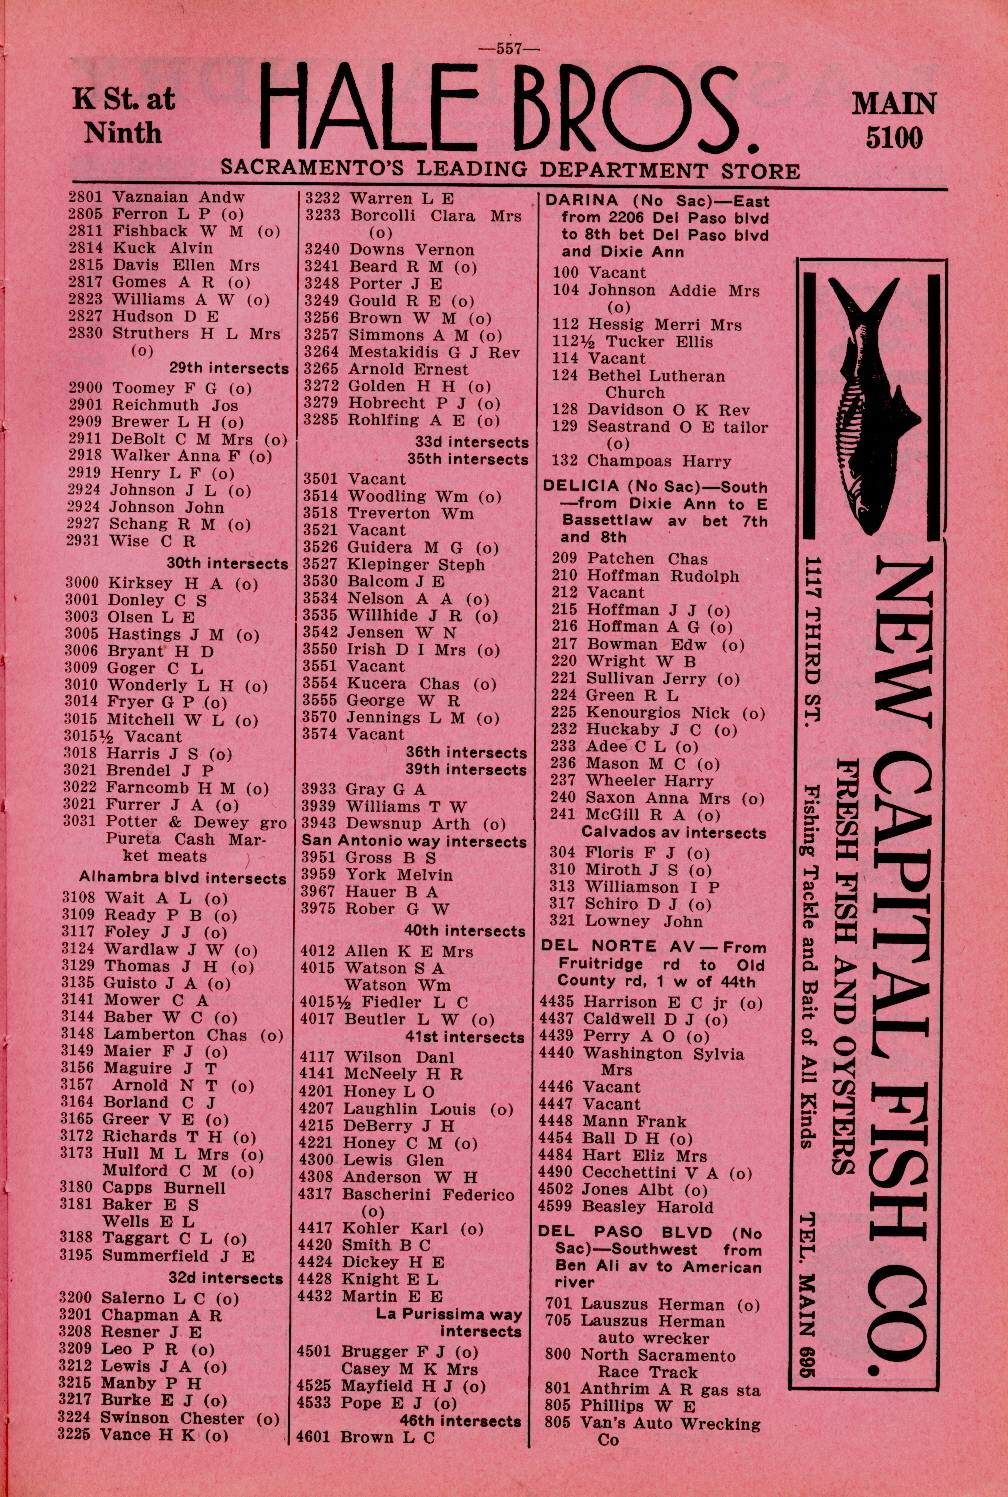 —557—
K St. at
Ninth
HALE BROS.
MAIN
5100
SACRAMENTO'S LEADING DEPARTMENT STORE
2801 Vaznaian Andw
2805 Ferron L P (o)
2811 Fishback W M (o)
2814 Kuck Alvin
2815 Davis Ellen Mrs
2817 Gomes A R (o)
2823 Williams A W (o)
2827 Hudson D E
2830 Struthers H L Mrs
(o)
29th intersects
2900 Toomey F G (o)
2901 Reichmuth Jos
2909 Brewer L H (o)
2911 DeBolt C M Mrs (o)
2918 Walker Anna F (o)
2919 Henry L F (o)
2924 Johnson J L (o)
2924 Johnson John
2927 Schang R M (o)
2931 Wise C R
30th intersects
3000 Kirksey H A (o)
3001 Donley C S
3003 Olsen L E
3005 Hastings J M (o)
3006 Bryant H D
3009 Goger C L
3010 Wonderly L H (o)
3014 Fryer G P (o)
3015 Mitchell W L (o)
3015½ Vacant
3018 Harris J S (o)
3021 Brendel J P
3022 Farncomb H M (o)
3021 Furrer J A (o)
3031 Potter & Dewey gro
Pureta Cash Mar-
ket meats
Alhambra blvd intersects
3108 Wait A L (o)
3109 Ready P B (o)
3117 Foley J J (o)
3124 Wardlaw J W (o)
3129 Thomas J H (o)
3135 Guisto J A (o)
3141 Mower C A
3144 Baber W C (o)
3148 Lamberton Chas (o)
3149 Maier F J (o)
3156 Maguire J T
3157 Arnold N T (o)
3164 Borland C J
3165 Greer V E (o)
3172 Richards T H (o)
3173 Hull M L Mrs (o)
Mulford C M (o)
3180 Capps Burnell
3181 Baker E S
Wells E L
3188 Taggart C L (o)
3195 Summerfield J E
32d intersects
3200 Salerno L C (o)
3201 Chapman A R
3208 Resner J E
3209 Leo P R (o)
3212 Lewis J A (o)
3215 Manby P H
3217 Burke E J (o)
3224 Swinson Chester (o)
3225 Vance H K (o)
3232 Warren L E
3233 Borcolli Clara Mrs
(o)
3240 Downs Vernon
3241 Beard R M (o)
3248 Porter J E
3249 Gould R E (o)
3256 Brown W M (o)
3257 Simmons A M (o)
3264 Mestakidis G J Rev
3265 Arnold Ernest
3272 Golden H H (o)
3279 Hobrecht P J (o)
3285 Rohlfing A E (o)
33d intersects
35th intersects
3501 Vacant
3514 Woodling Wm (o)
3518 Treverton Wm
3521 Vacant
3526 Guidera M G (o)
3527 Klepinger Steph
3530 Balcom J E
3534 Nelson A A (o)
3535 Willhide J R (o)
3542 Jensen W N
3550 Irish D I Mrs (o)
3551 Vacant
3554 Kucera Chas (o)
3555 George W R
3570 Jennings L M (o)
3574 Vacant
36th intersects
39th intersects
3933 Gray G A
3939 Williams T W
3943 Dewsnup Arth (o)
San Antonio way intersects
3951 Gross B S
3959 York Melvin
3967 Hauer B A
3975 Rober G W
40th intersects
4012 Allen K E Mrs
4015 Watson S A
Watson Wm
4015½ Fiedler L C
4017 Beutler L W (o)
41st intersects
4117 Wilson Danl
4141 McNeely H R
4201 Honey L O
4207 Laughlin Louis (o)
4215 DeBerry J H
4221 Honey C M (o)
4300 Lewis Glen
4308 Anderson W H
4317 Bascherini Federico
(o)
4417 Kohler Karl (o)
4420 Smith B C
4424 Dickey H E
4428 Knight E L
4432 Martin E E
La Purissima way
intersects
4501 Brugger F J (o)
Casey M K Mrs
4525 Mayfield H J (o)
4533 Pope E J (o)
46th intersects
4601 Brown L C
DARINA (No Sac)—East
from 2206 Del Paso blvd
to 8th bet Del Paso blvd
and Dixie Ann
100 Vacant
104 Johnson Addie Mrs
(o)
112 Hessig Merri Mrs
112½ Tucker Ellis
114 Vacant
124 Bethel Lutheran
Church
128 Davidson O K Rev
129 Seastrand O E tailor
(o)
132 Champoas Harry
DELICIA (No Sac)—South
—from Dixie Ann to E
Bassettlaw av bet 7th
and 8th
209 Patchen Chas
210 Hoffman Rudolph
212 Vacant
215 Hoffman J J (o)
216 Hoffman A G (o)
217 Bowman Edw (o)
220 Wright W B
221 Sullivan Jerry (o)
224 Green R L
225 Kenourgios Nick (o)
232 Huckaby J C (o)
233 Adee C L (o)
236 Mason M C (o)
237 Wheeler Harry
240 Saxon Anna Mrs (o)
241 McGill R A (o)
Calvados av intersects
304 Floris F J (o)
310 Miroth J S (o)
313 Williamson I P
317 Schiro D J (o)
321 Lowney John
DEL NORTE AV — From
Fruitridge rd to Old
County rd, 1 w of 44th
4435 Harrison E C jr (o)
4437 Caldwell D J (o)
4439 Perry A O (o)
4440 Washington Sylvia
Mrs
4446 Vacant
4447 Vacant
4448 Mann Frank
4454 Ball D H (o)
4484 Hart Eliz Mrs
4490 Cecchettini V A (o)
4502 Jones Albt (o)
4599 Beasley Harold
DEL PASO BLVD (No
Sac)—Southwest from
Ben Ali av to American
river
701 Lauszus Herman (o)
705 Lauszus Herman
auto wrecker
800 North Sacramento
Race Track
801 Anthrim A R gas sta
805 Phillips W E
805 Van's Auto Wrecking
Co
NEW CAPITAL FISH CO.
FRESH FISH AND OYSTERS
1117 THIRD ST. Fishing Tackle and Bait of All Kinds TEL. MAIN 695